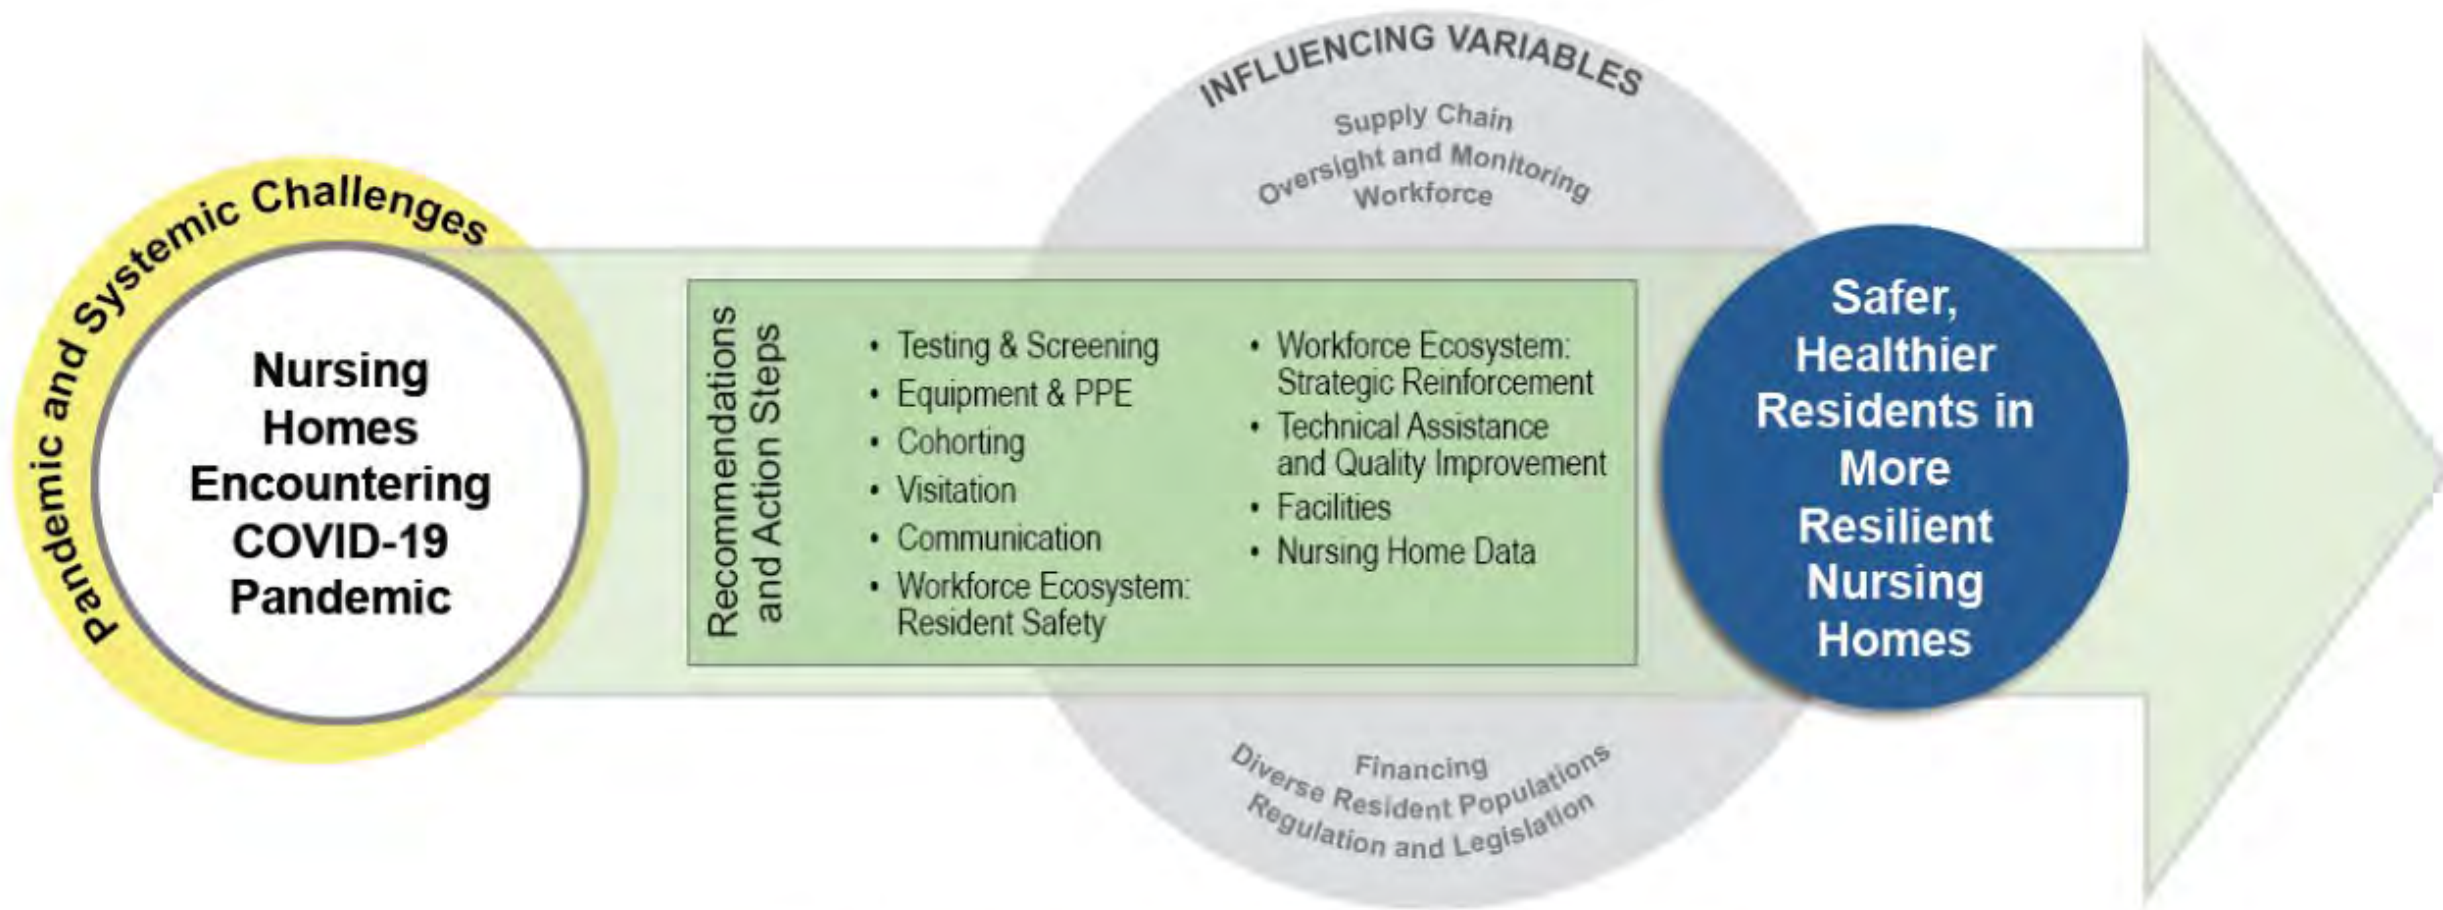 Pandemic and Systemic Challenges
Nursing
Homes
Encountering
COVID-19
Pandemic
INFLUENCING VARIABLES
Supply Chain
Oversight and Monitoring
Workforce
Recommendations
and Action Steps
• Testing & Screening
• Equipment & PPE
• Cohorting
• Visitation
• Communication
• Workforce Ecosystem:
Resident Safety
• Workforce Ecosystem:
Strategic Reinforcement
• Technical Assistance
and Quality Improvement
• Facilities
• Nursing Home Data
Financing
Diverse Resident Populations
Regulation and Legislation
Safer,
Healthier
Residents in
More
Resilient
Nursing
Homes